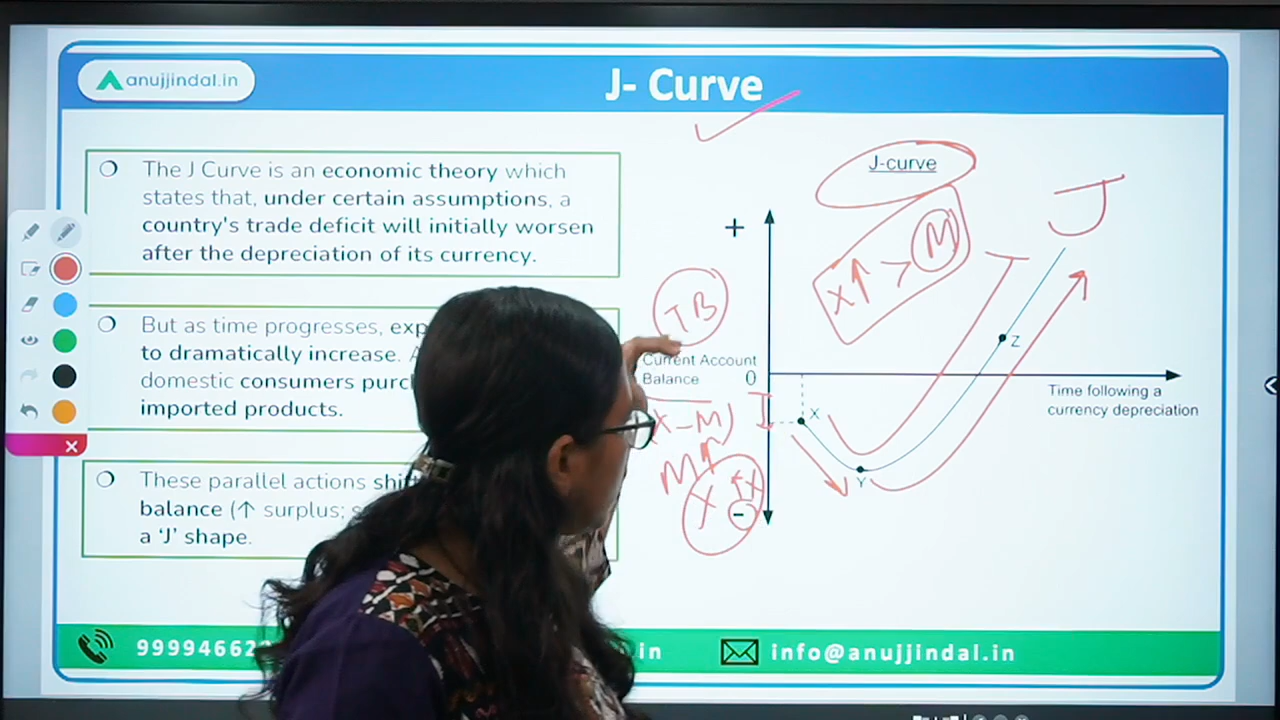 anujjindal.in
J- Curve
The J Curve is an economic theory which
states that, under certain assumptions, a
country's trade deficit will initially worsen
after the depreciation of its currency.
But as time progresses,
to dramatically increase.
domestic consumers
imported products.
These parallel actions
balance (↑ surplus;
a 'J' shape.
J-curve
J
X↑ > M
+
TB
Current Account
Balance
0
X - M)
M↑
X
↑X
-
X
Y
Z
Time following a
currency depreciation
99994662
in
info@anujjindal.in